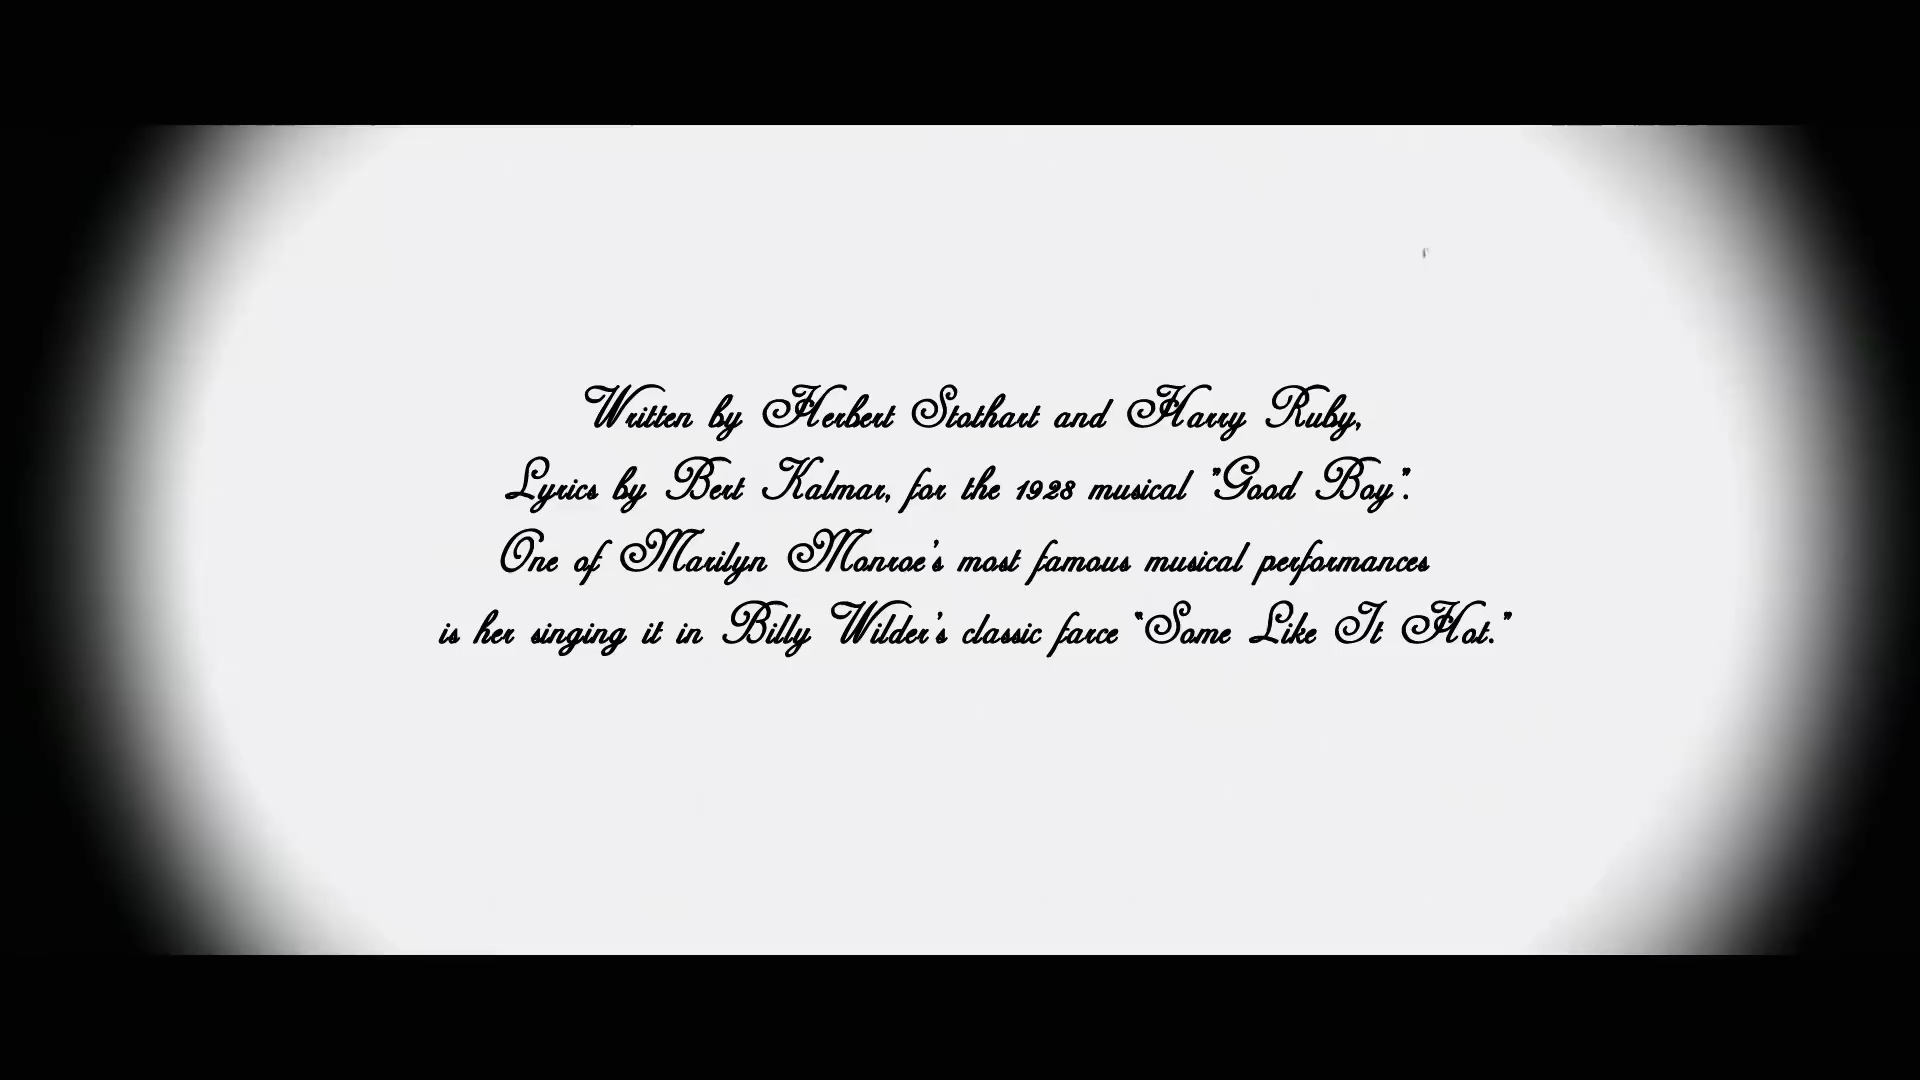 Written by Herbert Stothart and Harry Ruby,
Lyrics by Bert Kalmar, for the 1928 musical "Good Boy".
One of Marilyn Monroe's most famous musical performances
is her singing it in Billy Wilder's classic farce "Some Like It Hot."